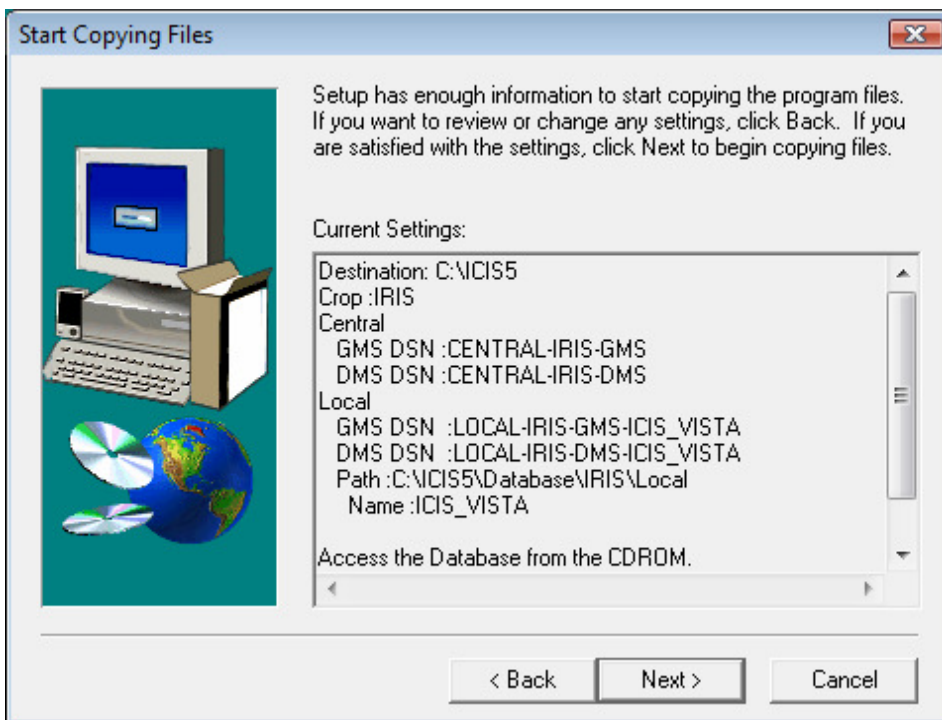 Start Copying Files
Setup has enough information to start copying the program files.
If you want to review or change any settings, click Back.  If you
are satisfied with the settings, click Next to begin copying files.
Current Settings:
Destination: C:\ICIS5
Crop :IRIS
Central
GMS DSN :CENTRAL-IRIS-GMS
DMS DSN :CENTRAL-IRIS-DMS
Local
GMS DSN  :LOCAL-IRIS-GMS-ICIS_VISTA
DMS DSN :LOCAL-IRIS-DMS-ICIS_VISTA
Path :C:\ICIS5\Database\IRIS\Local
Name :ICIS_VISTA
Access the Database from the CDROM.
< Back
Next >
Cancel